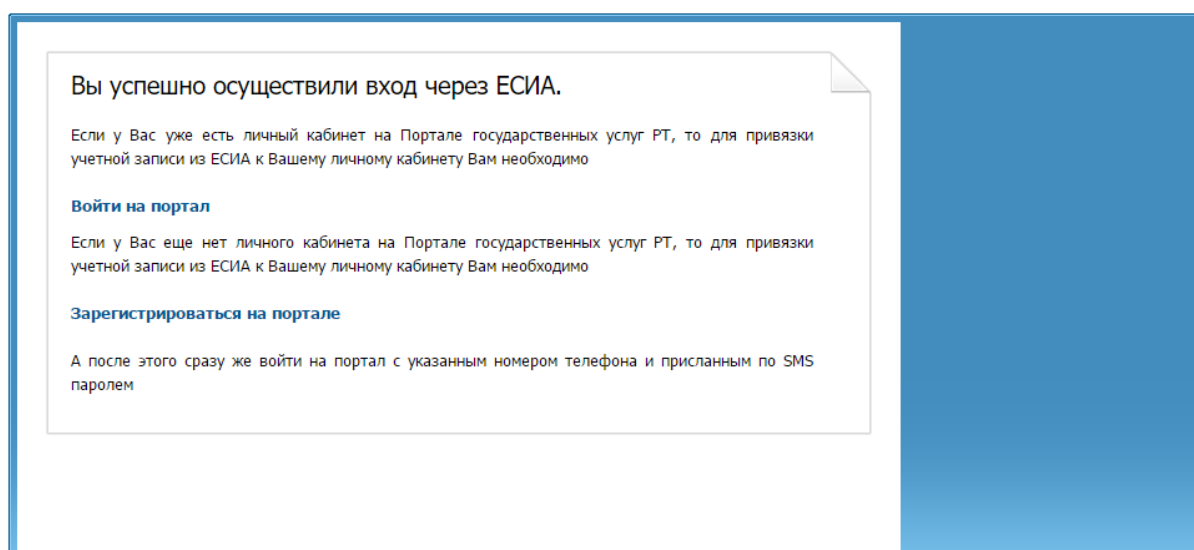 Вы успешно осуществили вход через ЕСИА.
Если у Вас уже есть личный кабинет на Портале государственных услуг РТ, то для привязки
учетной записи из ЕСИА к Вашему личному кабинету Вам необходимо
Войти на портал
Если у Вас еще нет личного кабинета на Портале государственных услуг РТ, то для привязки
учетной записи из ЕСИА к Вашему личному кабинету Вам необходимо
Зарегистрироваться на портале
А после этого сразу же войти на портал с указанным номером телефона и присланным по SMS
паролем